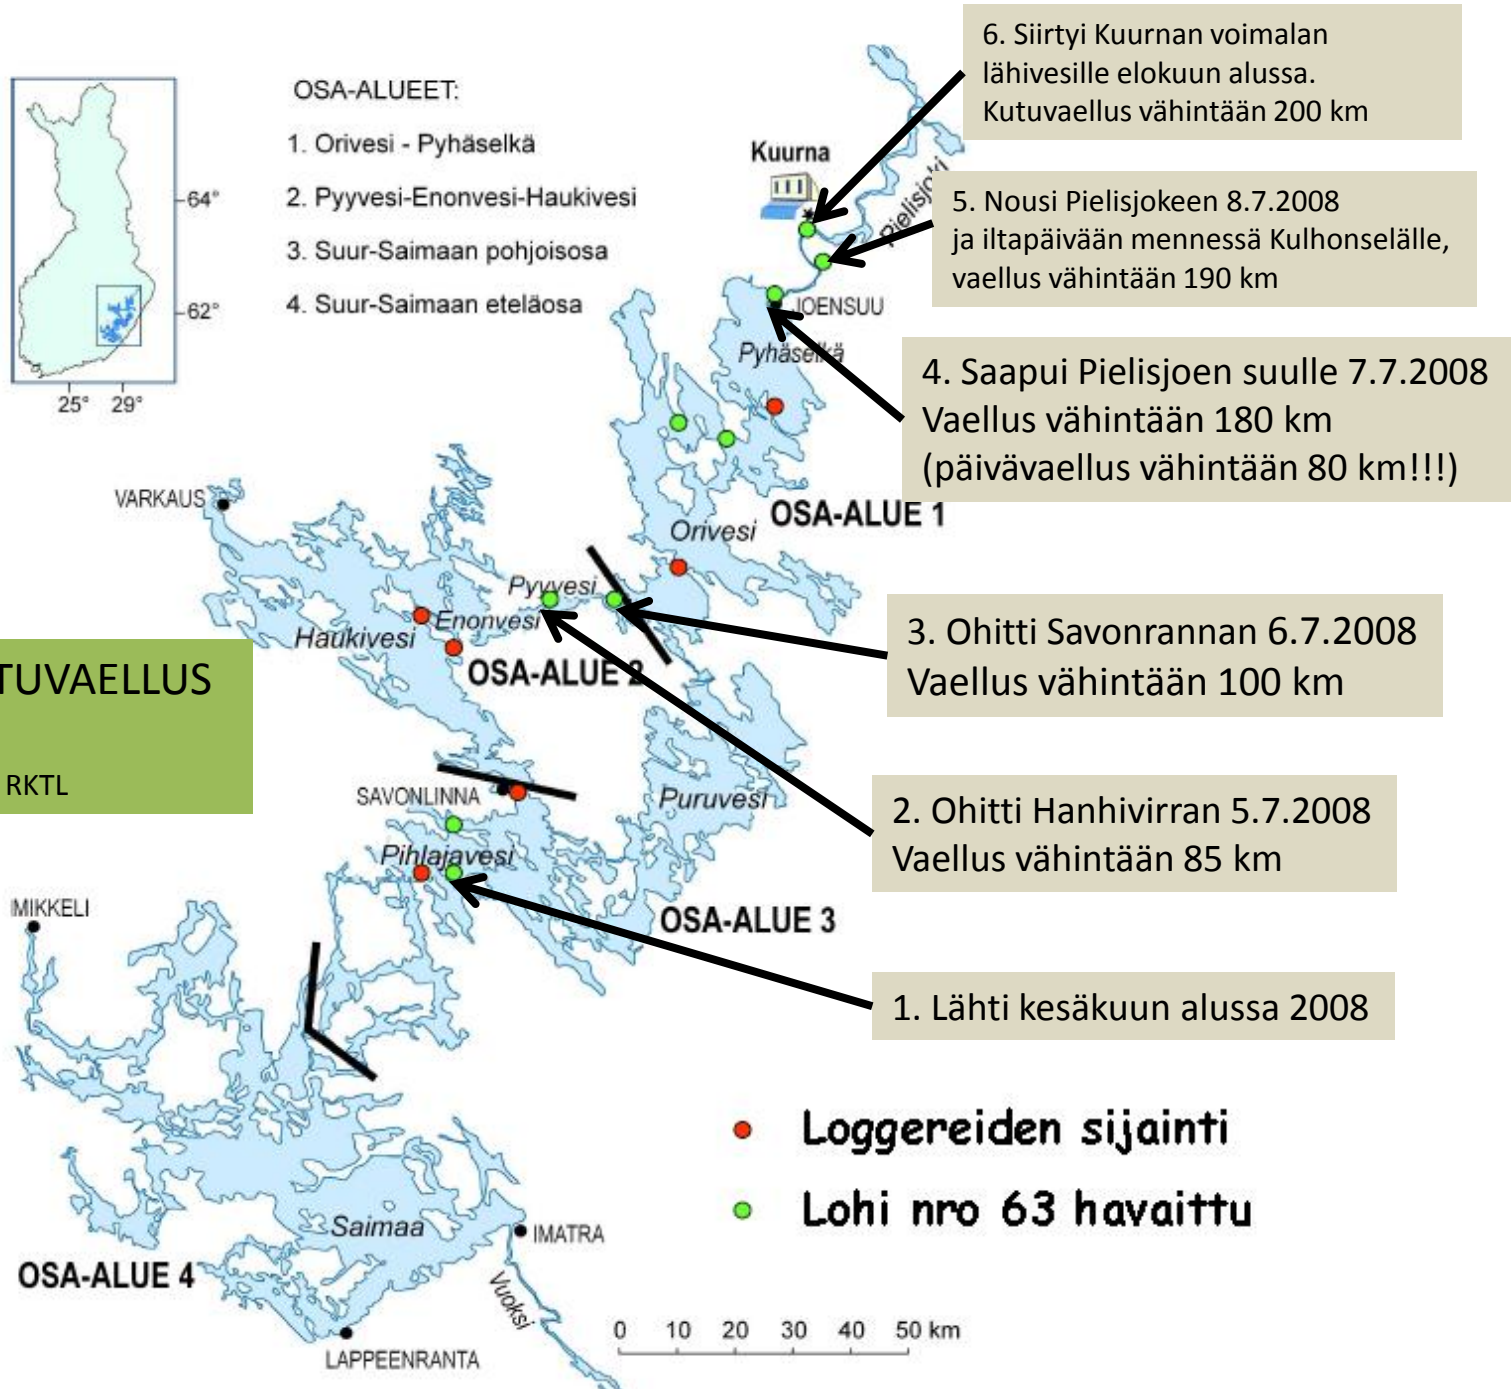 6. Siirtyi Kuurnan voimalan
lähivesille elokuun alussa.
Kutuvaellus vähintään 200 km
OSA-ALUEET:
1. Orivesi - Pyhäselkä
2. Pyyvesi-Enonvesi-Haukivesi
3. Suur-Saimaan pohjoisosa
4. Suur-Saimaan eteläosa
64°
62°
25° 29°
Kuurna
Pielisjoki
5. Nousi Pielisjokeen 8.7.2008
ja iltapäivään mennessä Kulhonselälle,
vaellus vähintään 190 km
JOENSUU
Pyhäselkä
4. Saapui Pielisjoen suulle 7.7.2008
Vaellus vähintään 180 km
(päivävaellus vähintään 80 km!!!)
VARKAUS
OSA-ALUE 1
Orivesi
Pyyvesi
Enonvesi
Haukivesi
OSA-ALUE 2
3. Ohitti Savonrannan 6.7.2008
Vaellus vähintään 100 km
TUVAELLUS
RKTL
SAVONLINNA
Puruvesi
2. Ohitti Hanhivirran 5.7.2008
Vaellus vähintään 85 km
Pihlajavesi
MIKKELI
OSA-ALUE 3
1. Lähti kesäkuun alussa 2008
Loggereiden sijainti
Lohi nro 63 havaittu
Saimaa
IMATRA
OSA-ALUE 4
Vuoksi
LAPPEENRANTA
0 10 20 30 40 50 km